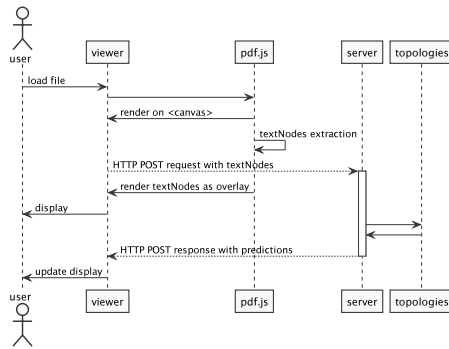 user
viewer
pdf.js
server
topologies
load file
render on <canvas>
textNodes extraction
HTTP POST request with textNodes
render textNodes as overlay
display
HTTP POST response with predictions
update display
user
viewer
pdf.js
server
topologies